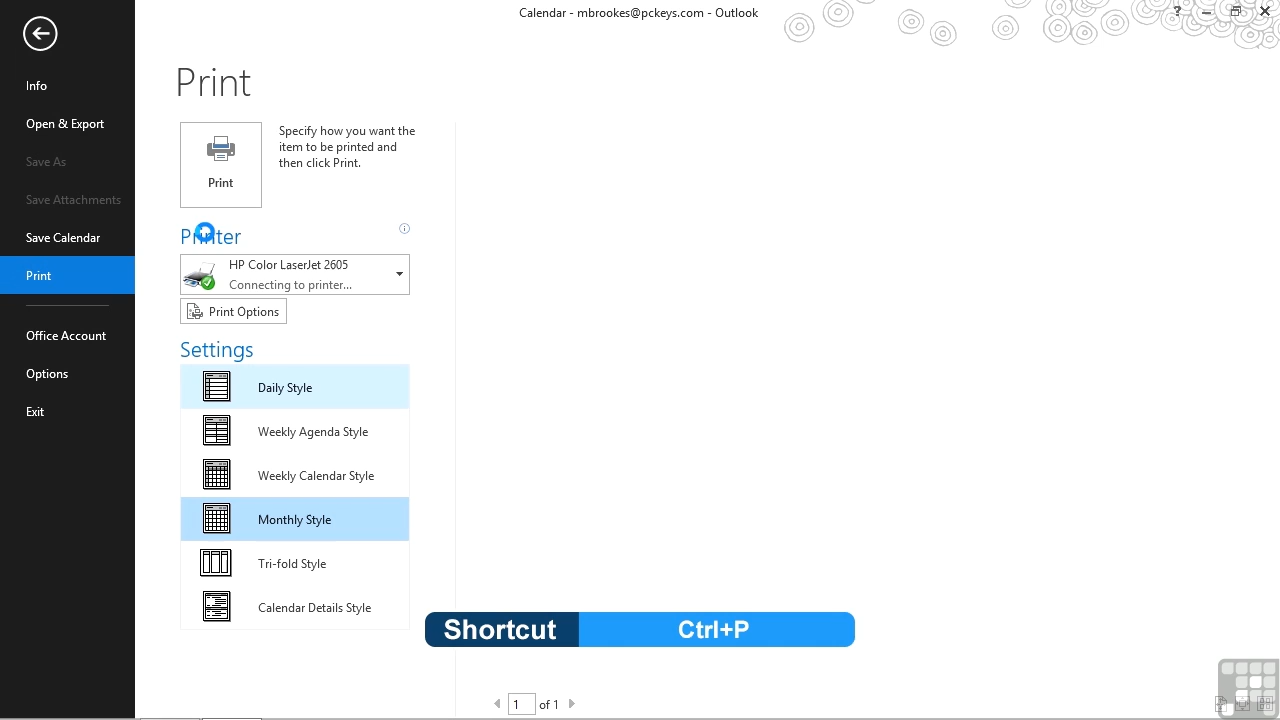 Calendar - mbrookes@pckeys.com - Outlook
?
Info
Open & Export
Save As
Save Attachments
Save Calendar
Print
Office Account
Options
Exit
Print
Print
Specify how you want the
item to be printed and
then click Print.
Printer
HP Color LaserJet 2605
Connecting to printer...
Print Options
Settings
Daily Style
Weekly Agenda Style
Weekly Calendar Style
Monthly Style
Tri-fold Style
Calendar Details Style
Shortcut Ctrl+P
1 of 1